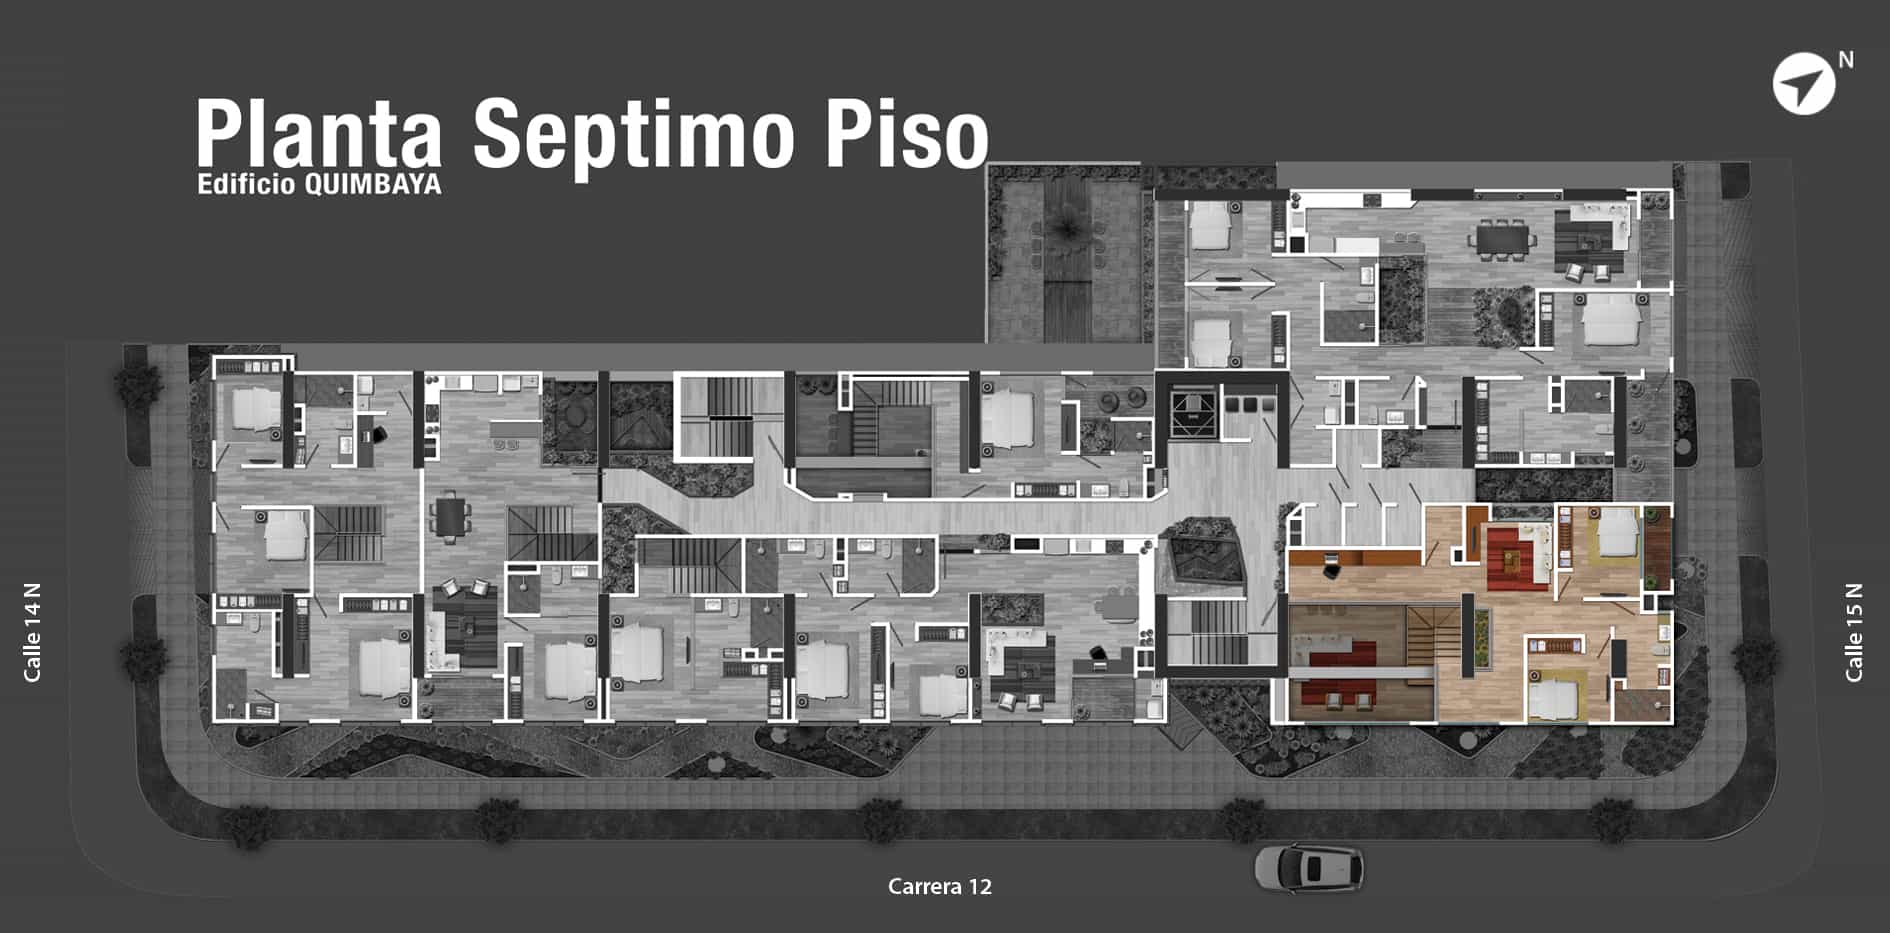 N
Planta Septimo Piso
Edificio QUIMBAYA
Calle 14 N
Calle 15 N
Carrera 12